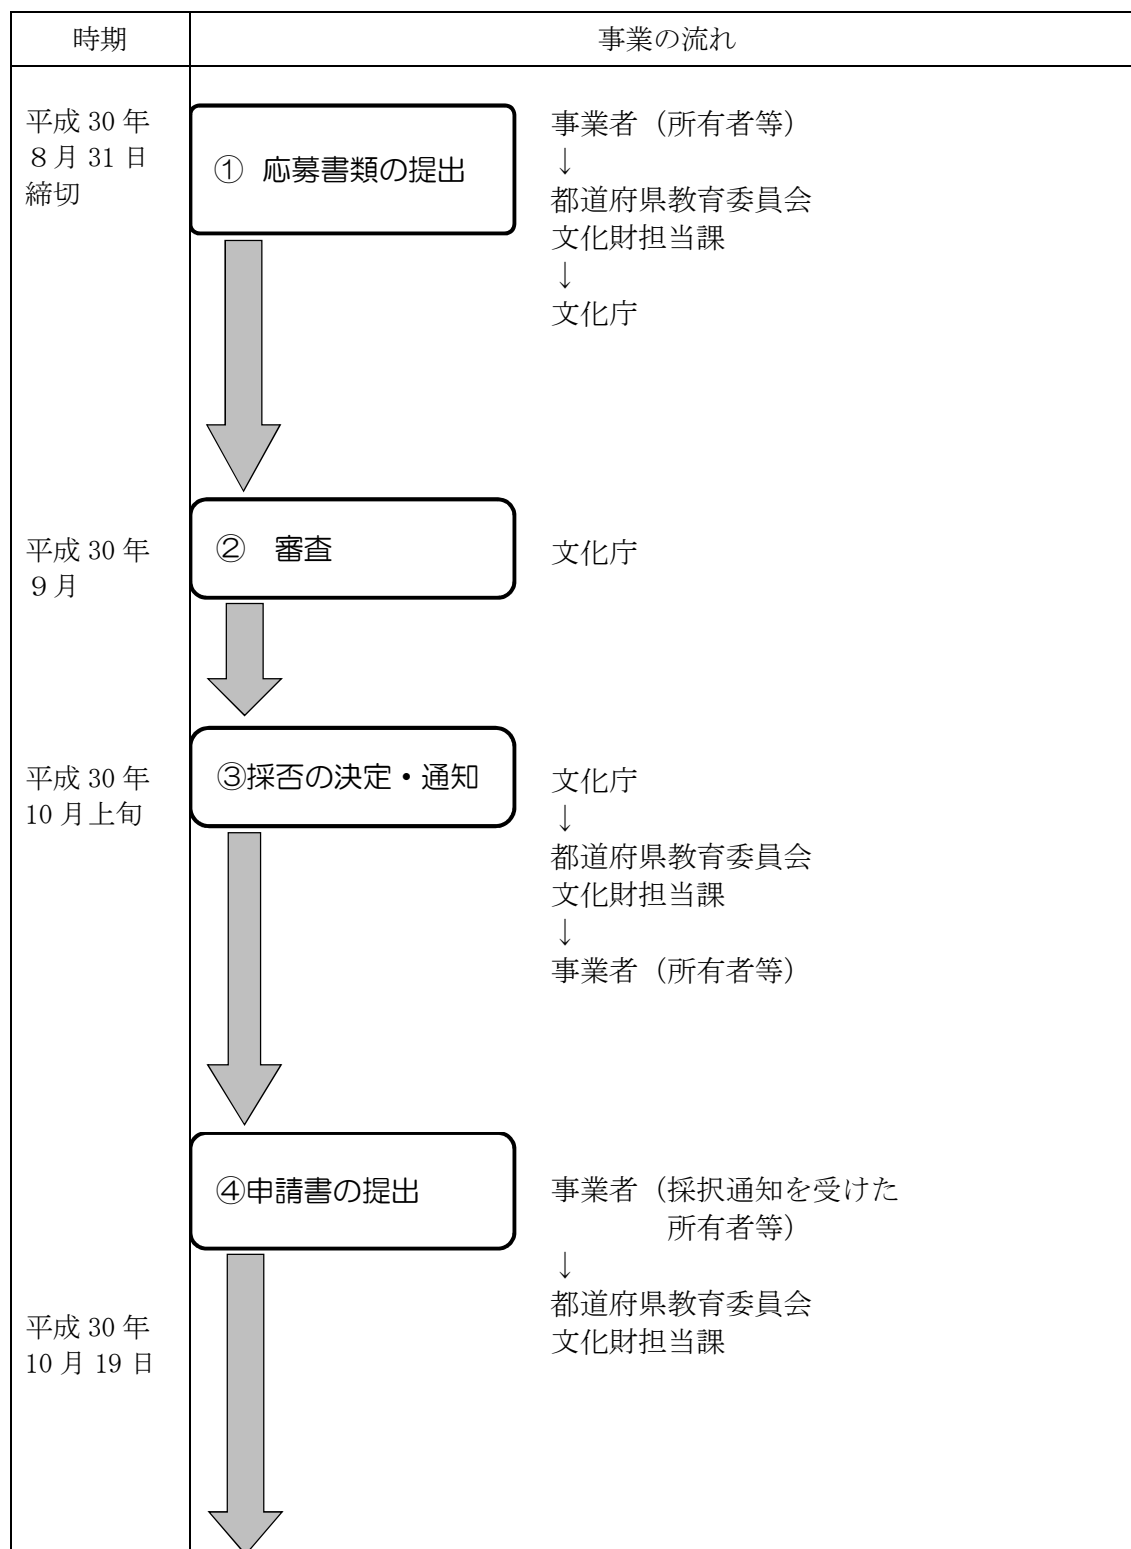 時期
事業の流れ
平成 30 年
８月 31 日
締切
① 応募書類の提出
事業者（所有者等）
↓
都道府県教育委員会
文化財担当課
↓
文化庁
平成 30 年
９月
②　審査
文化庁
平成 30 年
10 月上旬
③採否の決定・通知
文化庁
↓
都道府県教育委員会
文化財担当課
↓
事業者（所有者等）
④申請書の提出
事業者（採択通知を受けた
所有者等）
↓
都道府県教育委員会
文化財担当課
平成 30 年
10 月 19 日